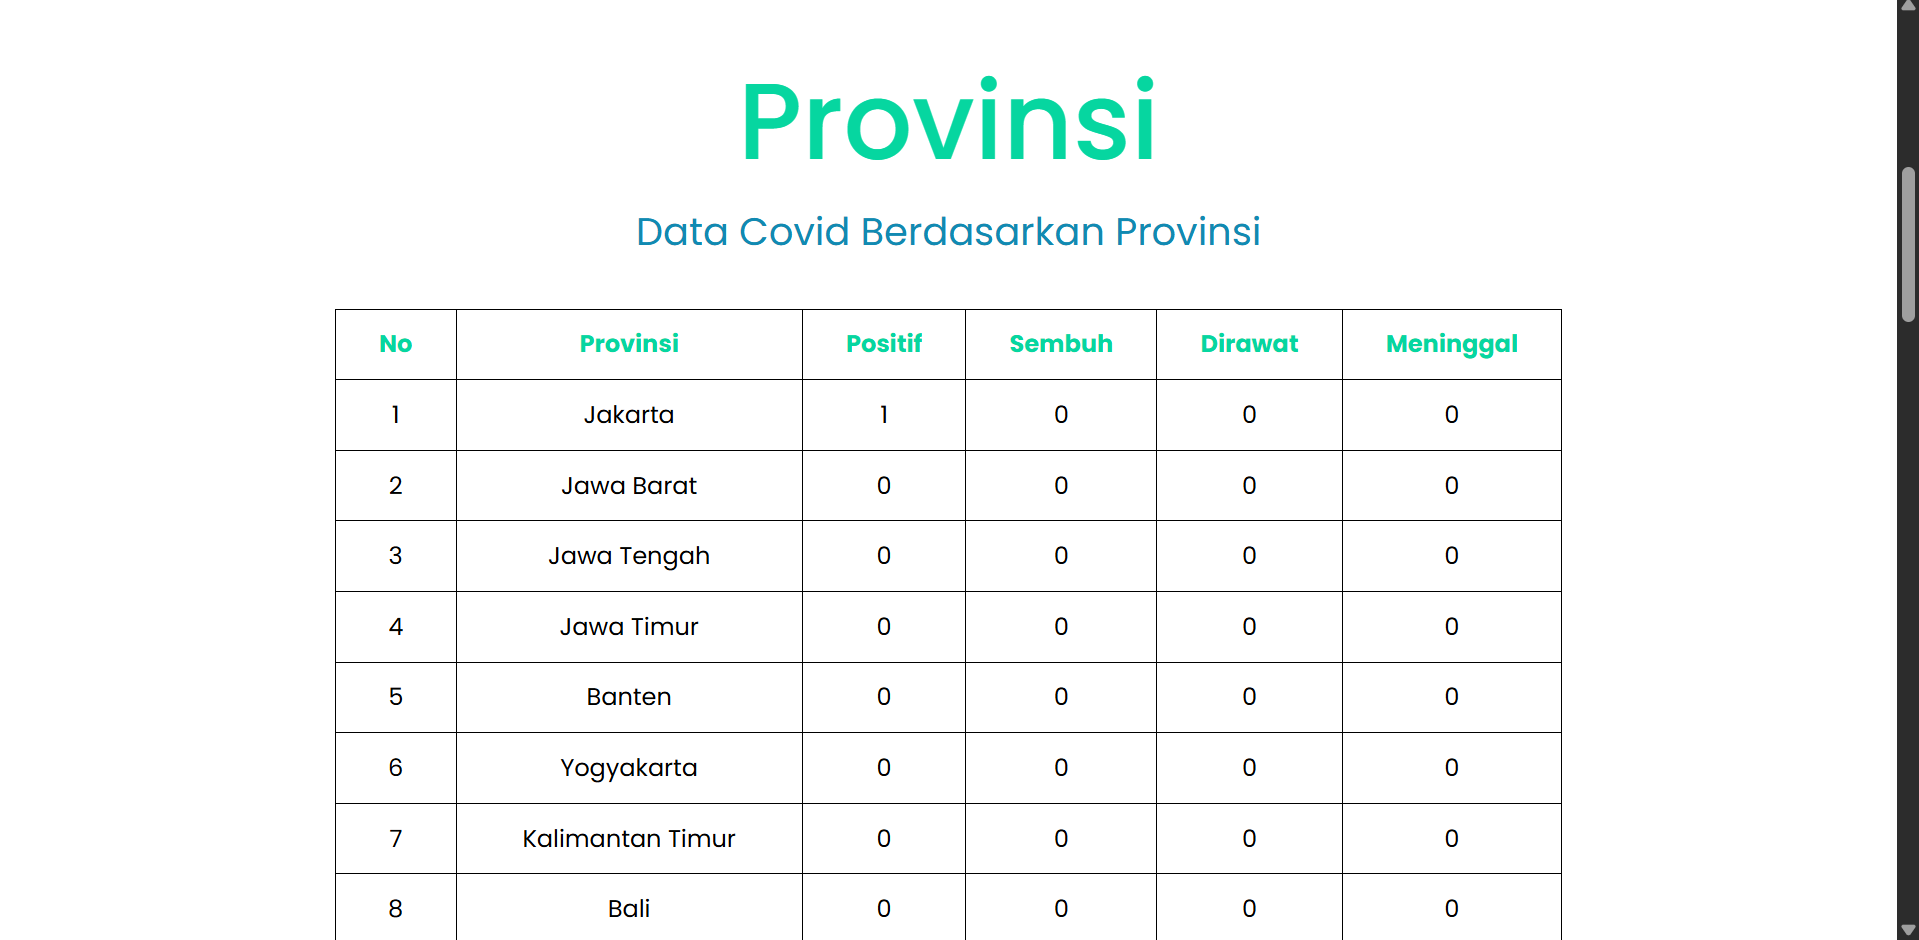 Provinsi
Data Covid Berdasarkan Provinsi
No Provinsi Positif Sembuh Dirawat Meninggal
1 Jakarta 1 0 0 0
2 Jawa Barat 0 0 0 0
3 Jawa Tengah 0 0 0 0
4 Jawa Timur 0 0 0 0
5 Banten 0 0 0 0
6 Yogyakarta 0 0 0 0
7 Kalimantan Timur 0 0 0 0
8 Bali 0 0 0 0